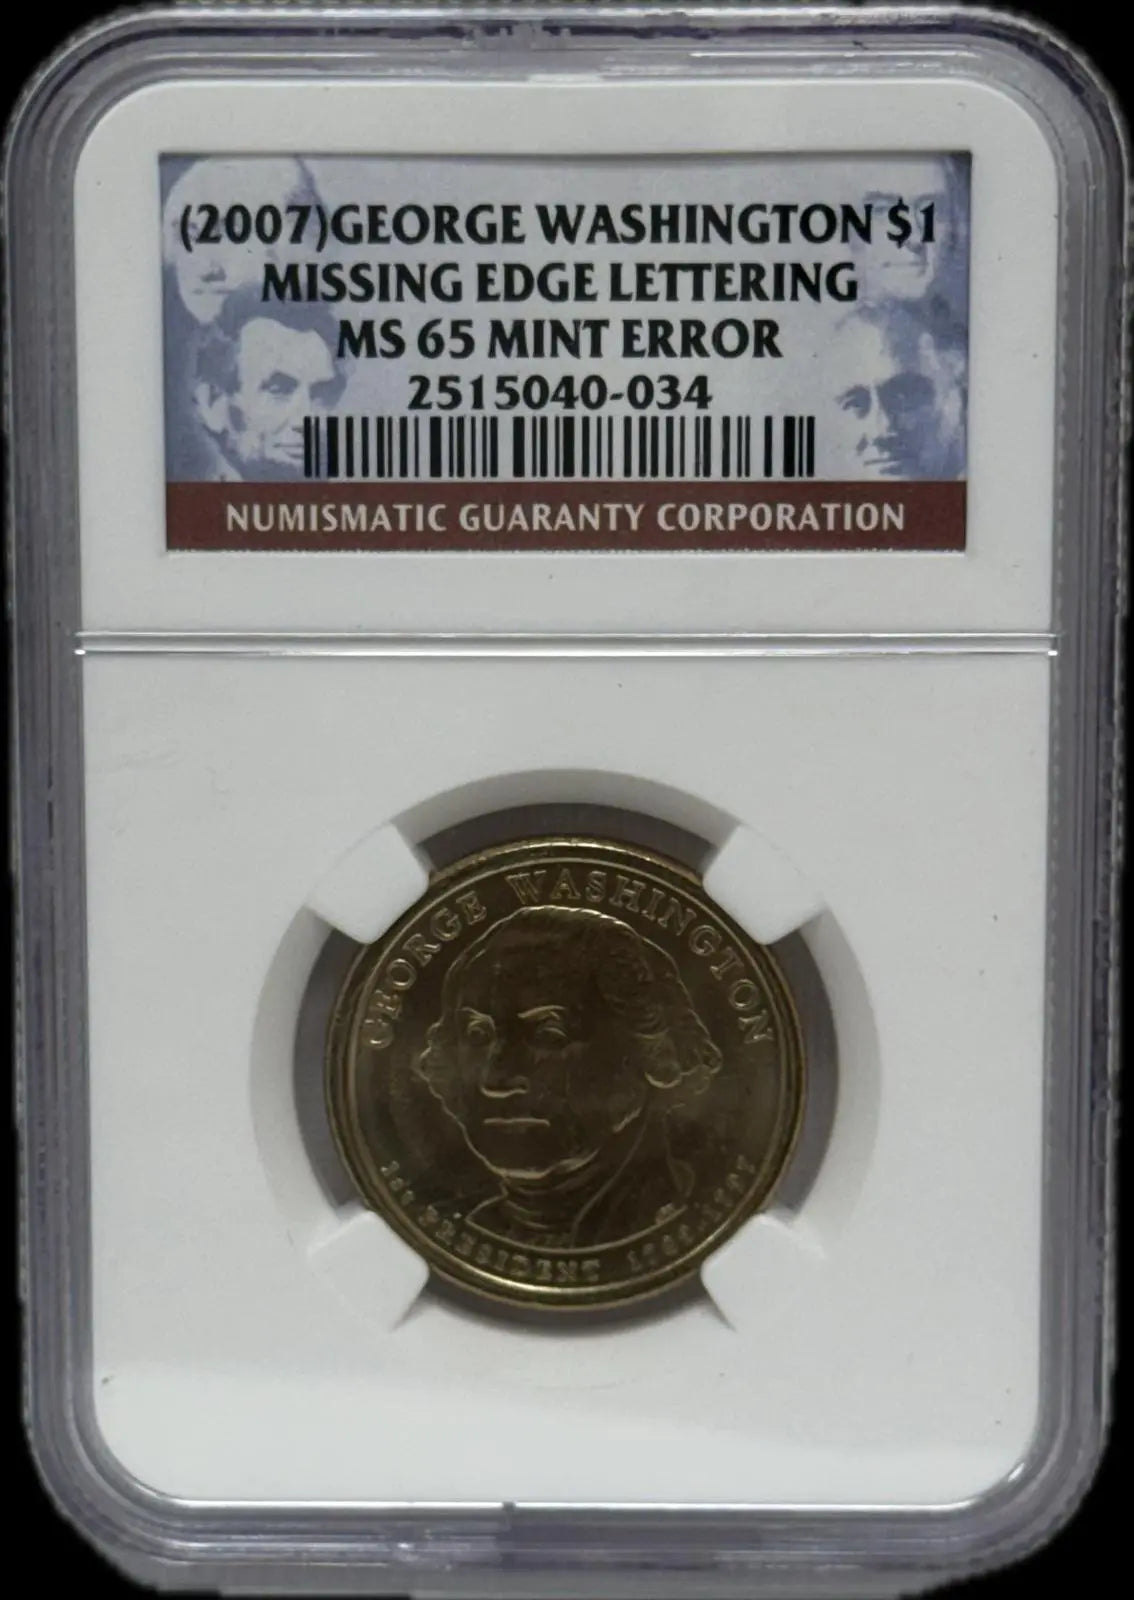 (2007)GEORGE WASHINGTON $1
MISSING EDGE LETTERING
MS 65 MINT ERROR
2515040-034
NUMISMATIC GUARANTY CORPORATION
GEORGE WASHINGTON
1st PRESIDENT 1789-1797